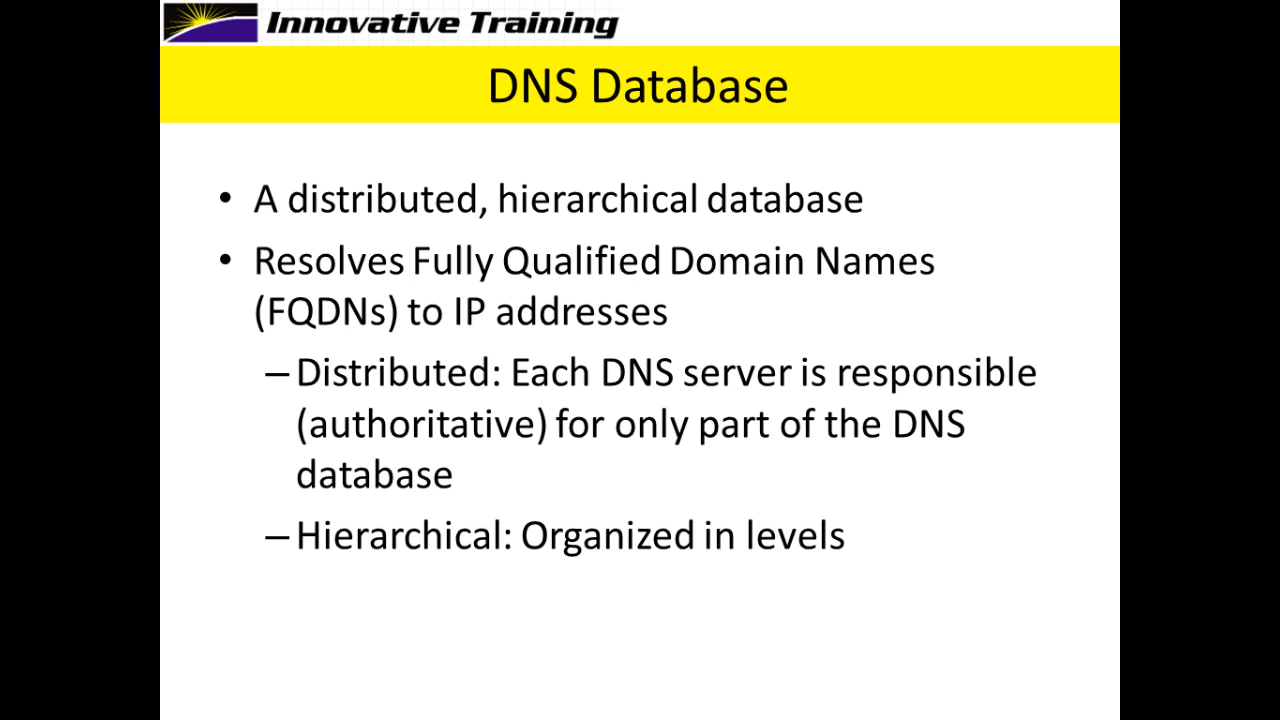 Innovative Training
DNS Database
• A distributed, hierarchical database
• Resolves Fully Qualified Domain Names
(FQDNs) to IP addresses
– Distributed: Each DNS server is responsible
(authoritative) for only part of the DNS
database
– Hierarchical: Organized in levels